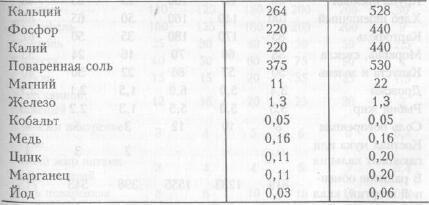 Кальций 264 528
Фосфор 220 440
Калий 220 440
Поваренная соль 375 530
Магний 11 22
Железо 1,3 1,3
Кобальт 0,05 0,05
Медь 0,16 0,16
Цинк 0,11 0,20
Марганец 0,11 0,20
Йод 0,03 0,06